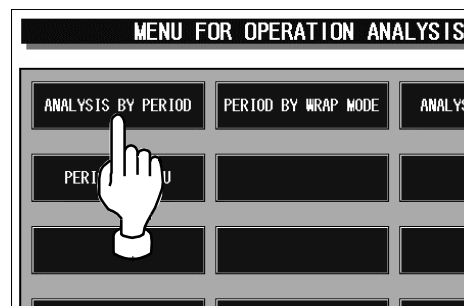 MENU FOR OPERATION ANALYSIS
ANALYSIS BY PERIOD
PERIOD BY WRAP MODE